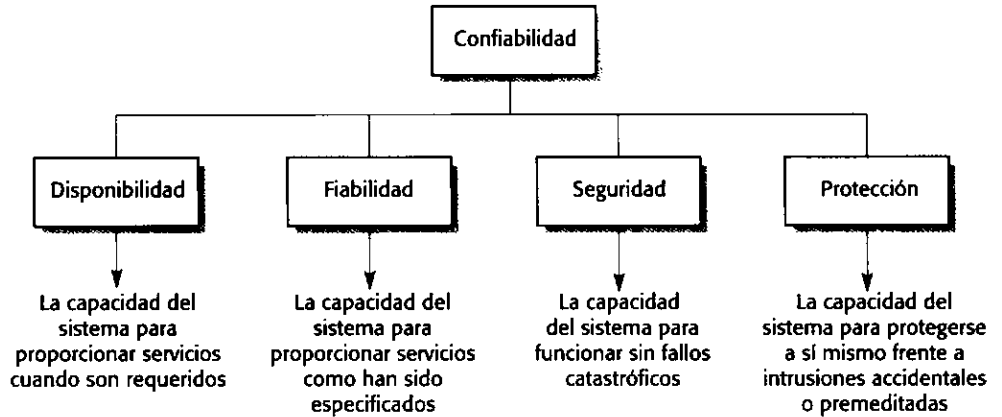 Confiabilidad
Disponibilidad
Fiabilidad
Seguridad
Protección
La capacidad del
sistema para
proporcionar servicios
cuando son requeridos
La capacidad del
sistema para
proporcionar servicios
como han sido
especificados
La capacidad
del sistema para
funcionar sin fallos
catastróficos
La capacidad del
sistema para protegerse
a sí mismo frente a
intrusiones accidentales
o premeditadas